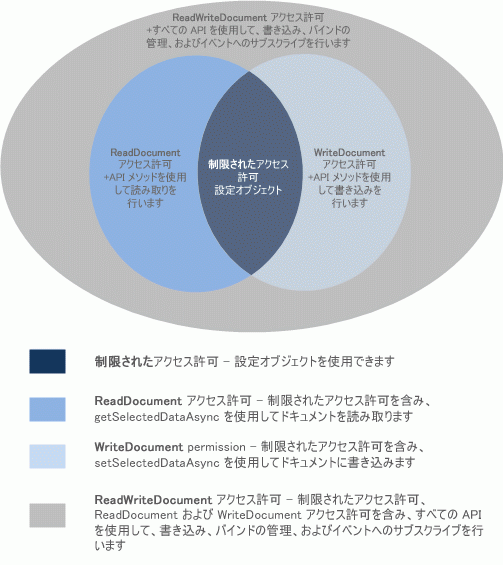 ReadWriteDocument アクセス許可
+すべての API を使用して、書き込み、バインドの
管理、およびイベントへのサブスクライブを行います
ReadDocument
アクセス許可
+API メソッドを使用
して読み取りを
行います
制限されたアクセス
許可
設定オブジェクト
WriteDocument
アクセス許可
+API メソッドを使用
して書き込みを
行います
制限されたアクセス許可 – 設定オブジェクトを使用できます
ReadDocument アクセス許可 – 制限されたアクセス許可を含み、
getSelectedDataAsync を使用してドキュメントを読み取ります
WriteDocument permission – 制限されたアクセス許可を含み、
setSelectedDataAsync を使用してドキュメントに書き込みます
ReadWriteDocument アクセス許可 – 制限されたアクセス許可、
ReadDocument および WriteDocument アクセス許可を含み、すべての API
を使用して、書き込み、バインドの管理、およびイベントへのサブスクライブを行
います